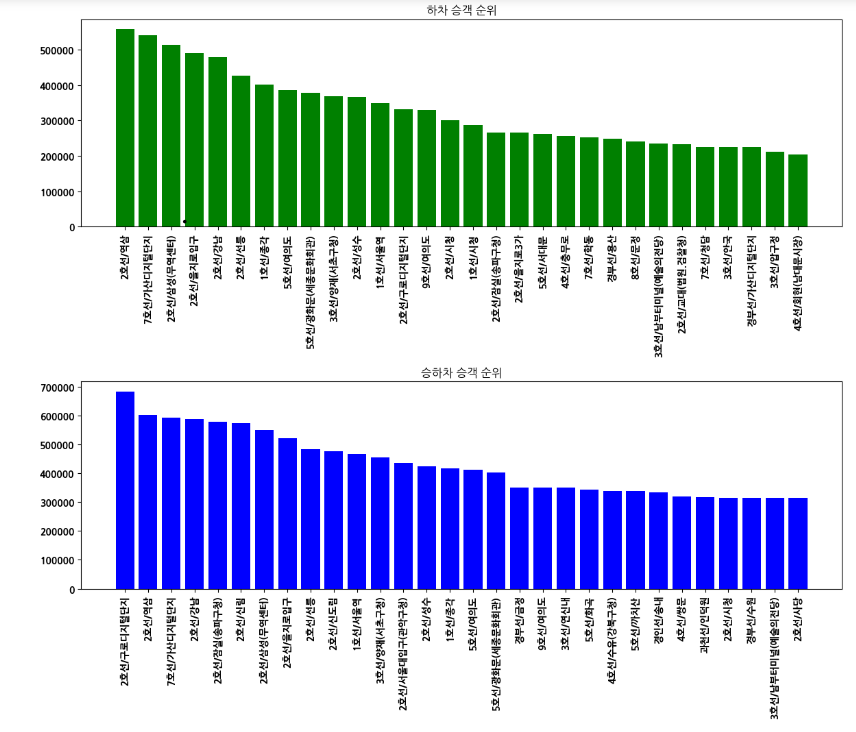 하차 승객 순위
500000
400000
300000
200000
100000
0
2호선/역삼
7호선/가산디지털단지
2호선/삼성(무역센터)
2호선/을지로입구
2호선/강남
2호선/선릉
1호선/종각
5호선/여의도
5호선/광화문(세종문화회관)
3호선/양재(서초구청)
2호선/성수
1호선/서울역
2호선/구로디지털단지
9호선/여의도
2호선/시청
1호선/시청
2호선/잠실(송파구청)
2호선/을지로3가
5호선/서대문
4호선/충무로
7호선/학동
경부선/용산
8호선/문정
3호선/남부터미널(예술의전당)
2호선/교대(법원.검찰청)
7호선/청담
3호선/안국
경부선/가산디지털단지
3호선/압구정
4호선/회현(남대문시장)
승하차 승객 순위
700000
600000
500000
400000
300000
200000
100000
0
2호선/구로디지털단지
2호선/역삼
7호선/가산디지털단지
2호선/강남
2호선/잠실(송파구청)
2호선/신림
2호선/삼성(무역센터)
2호선/을지로입구
2호선/선릉
2호선/신도림
1호선/서울역
3호선/양재(서초구청)
2호선/서울대입구(관악구청)
2호선/성수
1호선/종각
5호선/여의도
5호선/광화문(세종문화회관)
경부선/금정
9호선/여의도
3호선/연신내
5호선/화곡
4호선/수유(강북구청)
5호선/까치산
경인선/송내
4호선/쌍문
과천선/인덕원
2호선/시청
경부선/수원
3호선/남부터미널(예술의전당)
2호선/사당